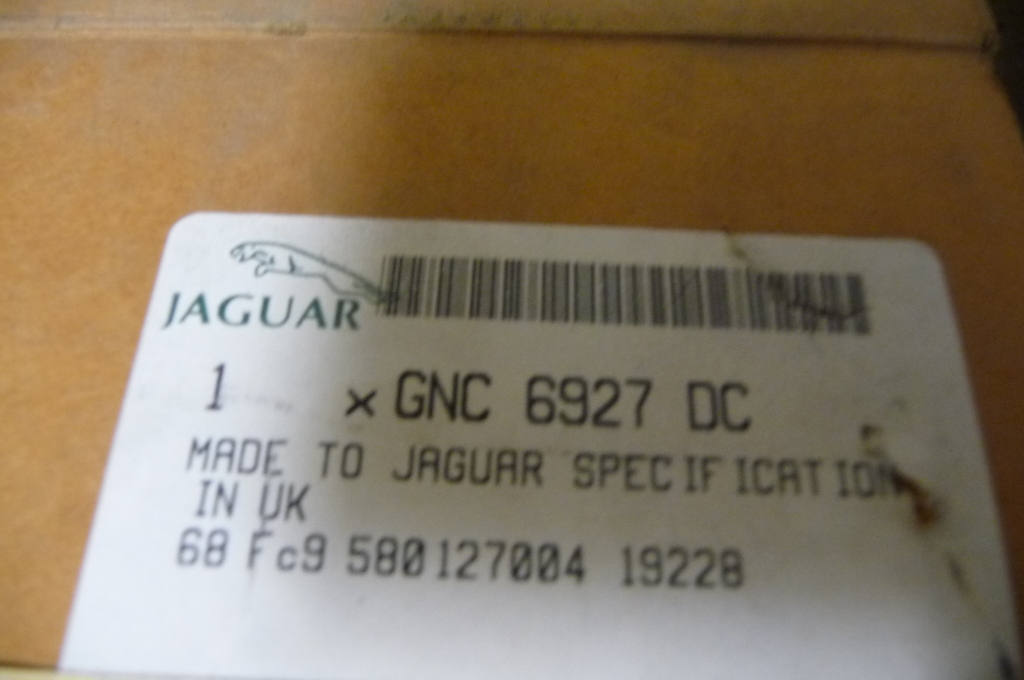 JAGUAR
1 x GNC 6927 DC
MADE TO JAGUAR SPECIFICATION
IN UK
68 Fc9 580127004 19228